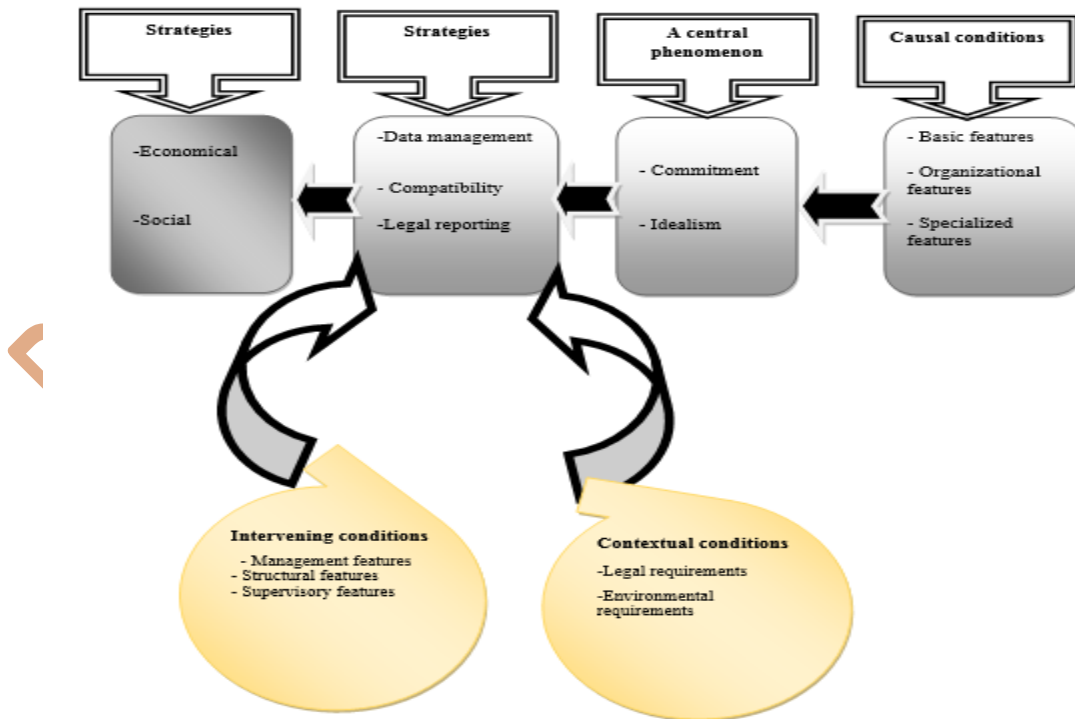 Strategies
Strategies
A central
phenomenon
Causal conditions
-Economical
-Social
-Data management
- Compatibility
-Legal reporting
- Commitment
- Idealism
- Basic features
- Organizational
features
- Specialized
features
Intervening conditions
- Management features
- Structural features
- Supervisory features
Contextual conditions
-Legal requirements
-Environmental
requirements